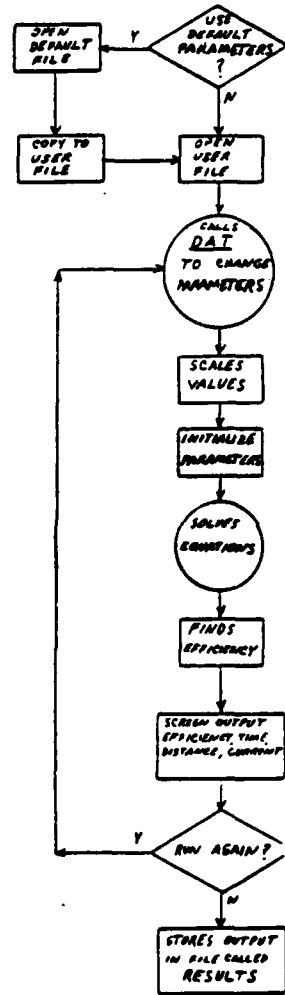 USE
DEFAULT
PARAMETERS
?
Y
N
OPEN
DEFAULT
FILE
COPY TO
USER
FILE
OPEN
USER
FILE
CALLS
DAT
TO CHANGE
PARAMETERS
SCALES
VALUES
INITIALIZE
PARAMETERS
SOLVES
EQUATIONS
FINDS
EFFICIENCY
SCREEN OUTPUT
EFFICIENCY, TIME,
DISTANCE, CURRENT
Y
RUN AGAIN?
N
STORES OUTPUT
IN FILE CALLED
RESULTS